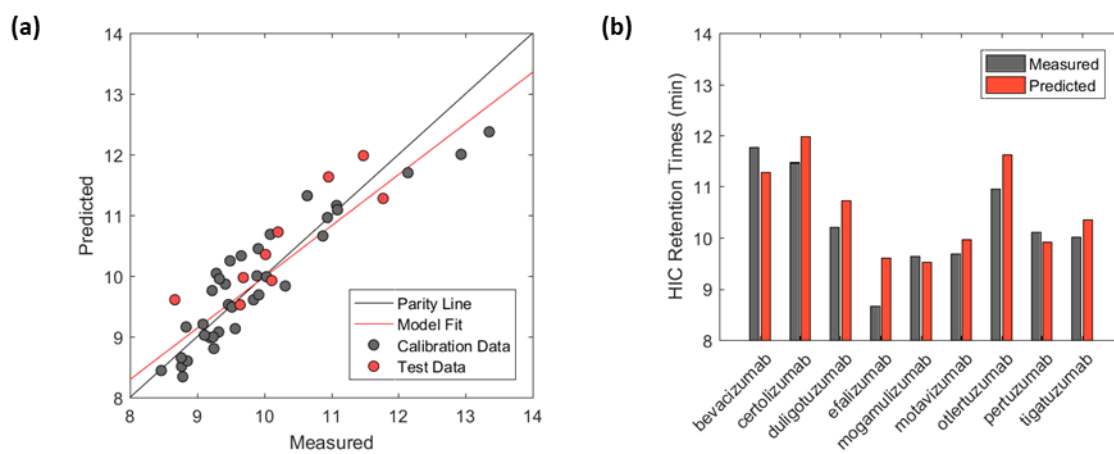 (a)
14
13
12
11
10
9
8
Predicted
8 9 10 11 12 13 14
Measured
Parity Line
Model Fit
Calibration Data
Test Data
(b)
14
13
12
11
10
9
8
HIC Retention Times (min)
Measured
Predicted
bevacizumab
certolizumab
duligotuzumab
efalizumab
mogamulizumab
motavizumab
otlertuzumab
pertuzumab
tigatuzumab